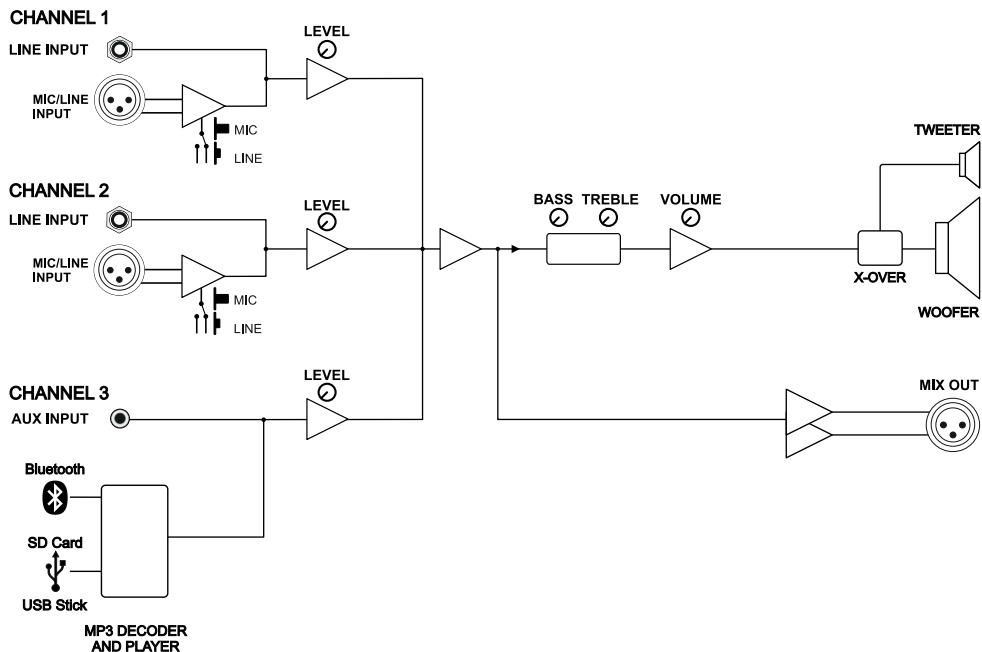 CHANNEL 1
LINE INPUT
MIC/LINE
INPUT
MIC
LINE
LEVEL
CHANNEL 2
LINE INPUT
MIC/LINE
INPUT
MIC
LINE
LEVEL
CHANNEL 3
AUX INPUT
LEVEL
Bluetooth
SD Card
USB Stick
MP3 DECODER
AND PLAYER
BASS
TREBLE
VOLUME
TWEETER
X-OVER
WOOFER
MIX OUT